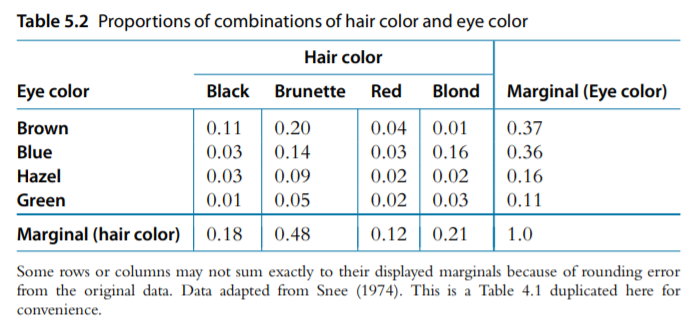 Table 5.2 Proportions of combinations of hair color and eye color
Hair color
Eye color Black Brunette Red Blond Marginal (Eye color)
Brown 0.11 0.20 0.04 0.01 0.37
Blue 0.03 0.14 0.03 0.16 0.36
Hazel 0.03 0.09 0.02 0.02 0.16
Green 0.01 0.05 0.02 0.03 0.11
Marginal (hair color) 0.18 0.48 0.12 0.21 1.0
Some rows or columns may not sum exactly to their displayed marginals because of rounding error
from the original data. Data adapted from Snee (1974). This is a Table 4.1 duplicated here for
convenience.